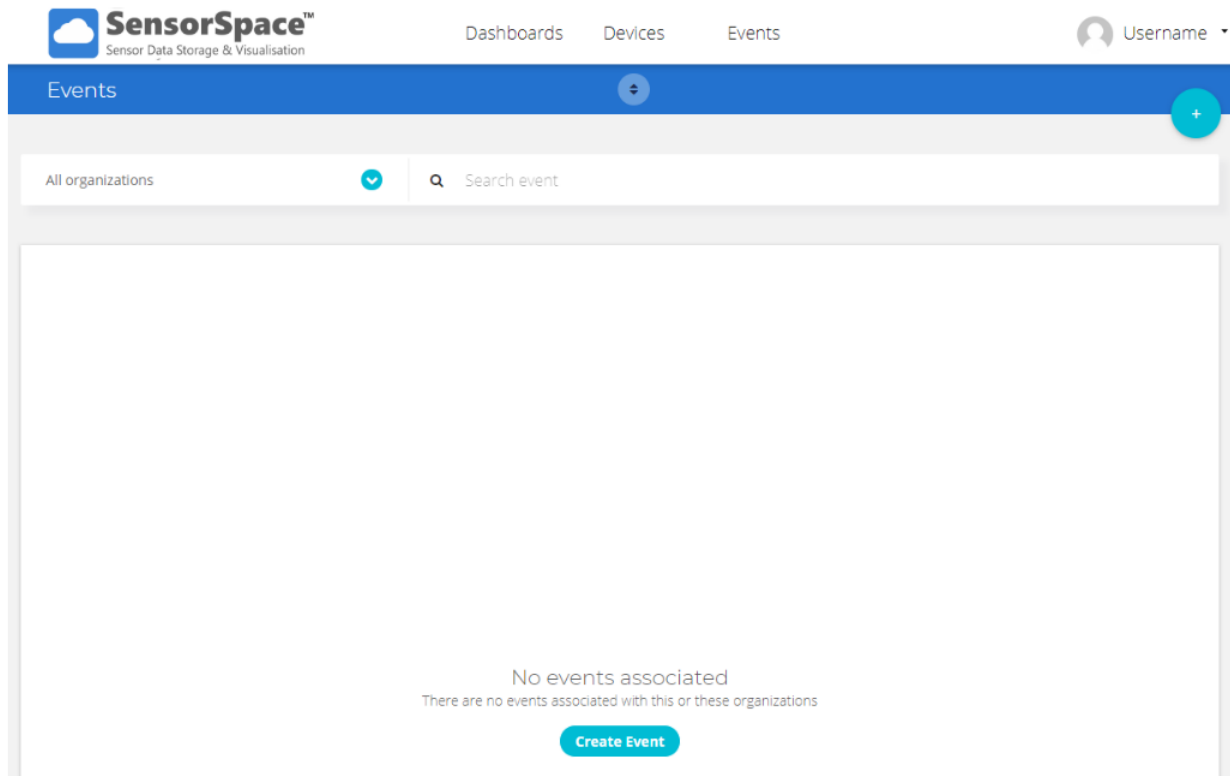 SensorSpace™
Sensor Data Storage & Visualisation
Dashboards Devices Events Username
Events
+
All organizations Search event
No events associated
There are no events associated with this or these organizations
Create Event